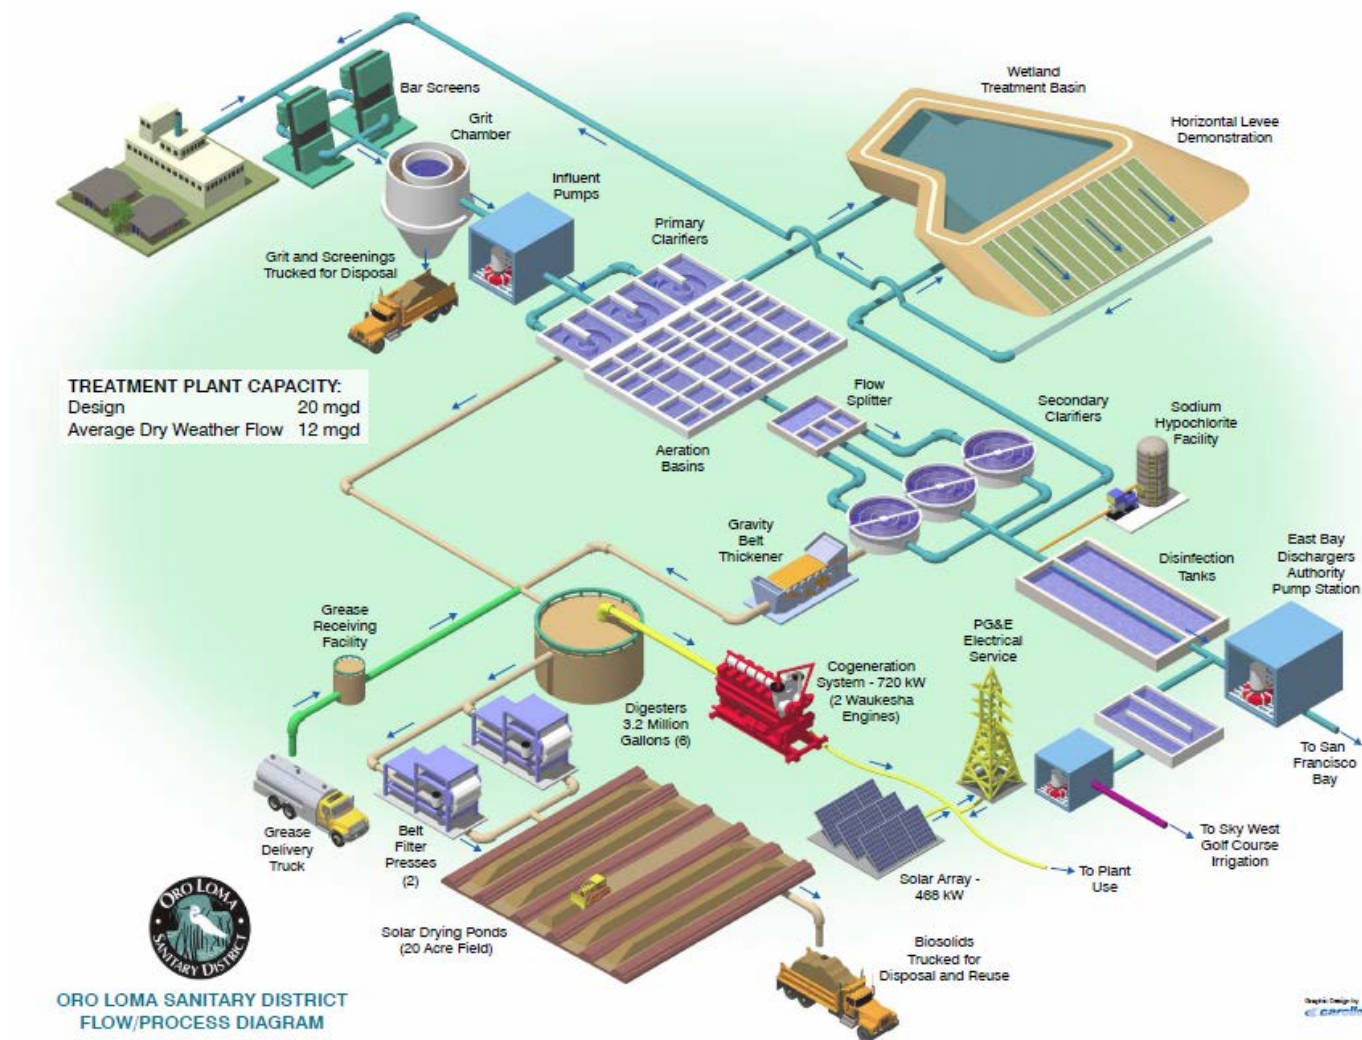 Bar Screens
Grit
Chamber
Influent
Pumps
Primary
Clarifiers
Wetland
Treatment Basin
Horizontal Levee
Demonstration
Grit and Screenings
Trucked for Disposal
TREATMENT PLANT CAPACITY:
Design 20 mgd
Average Dry Weather Flow 12 mgd
Aeration
Basins
Flow
Splitter
Secondary
Clarifiers
Sodium
Hypochlorite
Facility
Gravity
Belt
Thickener
Disinfection
Tanks
East Bay
Dischargers
Authority
Pump Station
Grease
Receiving
Facility
Digesters
3.2 Million
Gallons (6)
Cogeneration
System - 720 kW
(2 Waukesha
Engines)
PG&E
Electrical
Service
To San
Francisco
Bay
Grease
Delivery
Truck
Belt
Filter
Presses
(2)
Solar Array -
468 kW
To Plant
Use
To Sky West
Golf Course
Irrigation
Solar Drying Ponds
(20 Acre Field)
Biosolids
Trucked for
Disposal and Reuse
ORO LOMA
SANITARY DISTRICT
ORO LOMA SANITARY DISTRICT
FLOW/PROCESS DIAGRAM
Graphic Design by
carollo